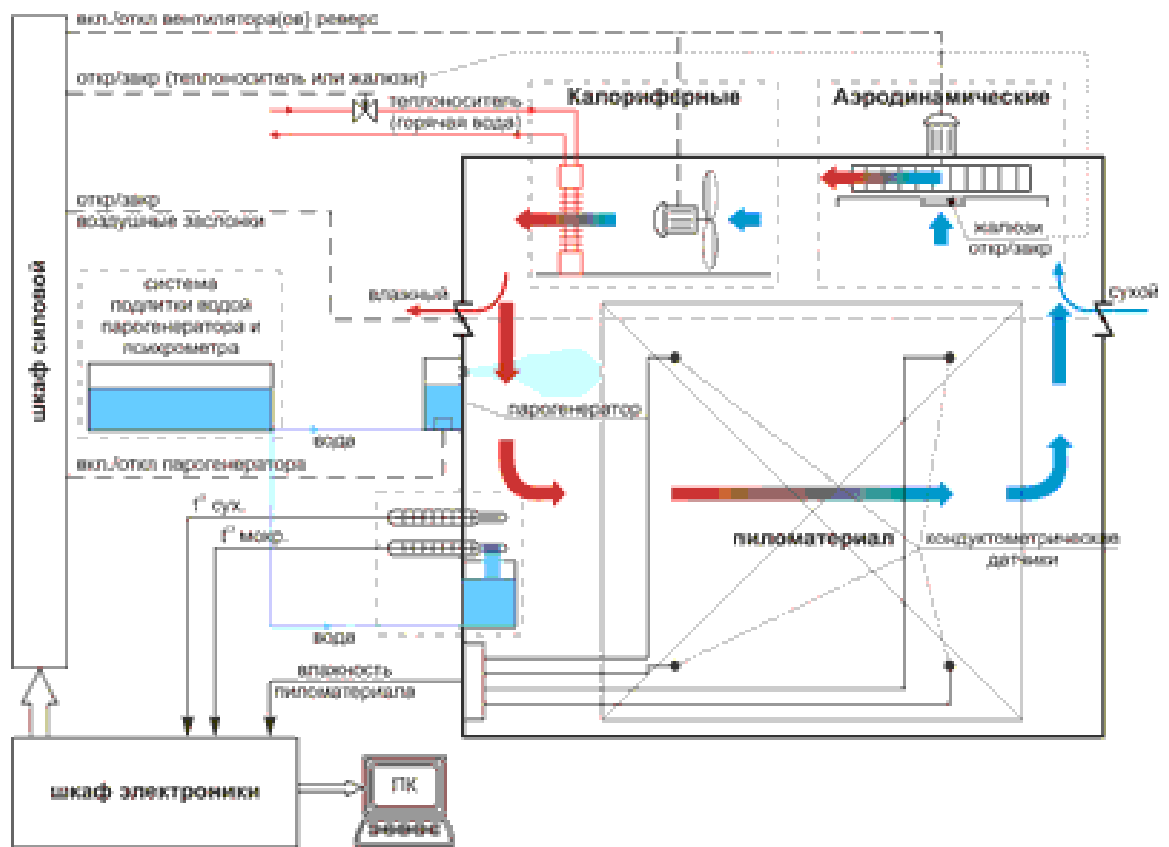 вкл./откл вентилятора(ов) реверс
откр/закр (теплоноситель или жалюзи)
теплоноситель
(горячая вода)
Калориферные
Аэродинамические
жалюзи
откр/закр
откр/закр
воздушные заслонки
шкаф силовой
система
подпитки водой
парогенератора и
психрометра
влажный
сухой
парогенератор
вода
вкл./откл парогенератора
t° сух.
t° мокр.
пиломатериал
кондуктометрические
датчики
вода
влажность
пиломатериала
шкаф электроники
ПК